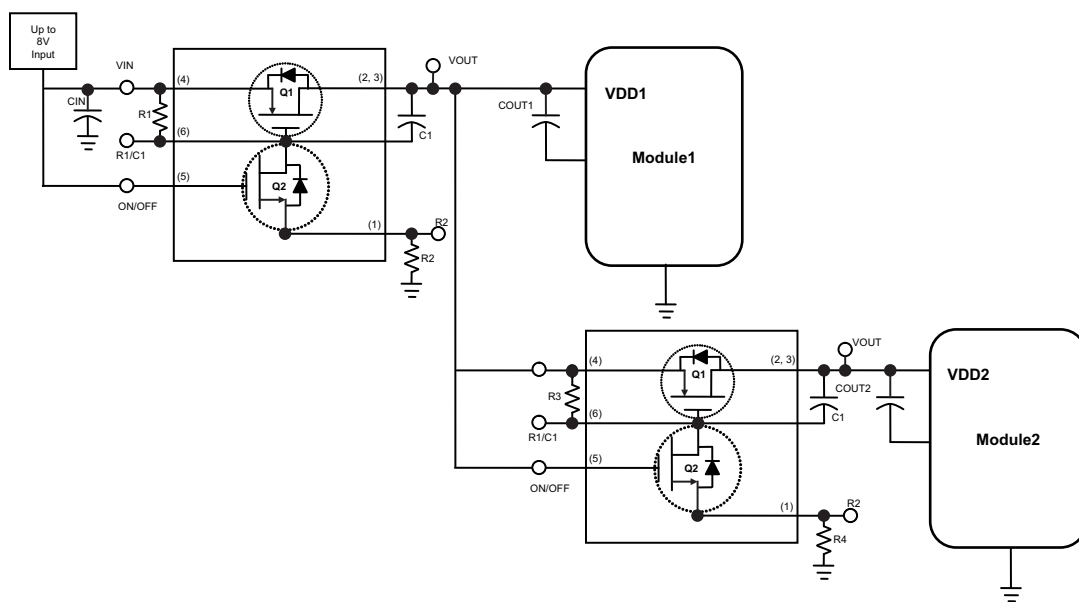 Up to
8V
Input
VIN
(4)
(2, 3)
VOUT
Q1
CIN
R1
C1
COUT1
VDD1
R1/C1
(6)
Module1
(5)
Q2
ON/OFF
(1)
R2
R2
(4)
(2, 3)
VOUT
Q1
R3
C1
COUT2
VDD2
R1/C1
(6)
Module2
(5)
Q2
ON/OFF
(1)
R2
R4